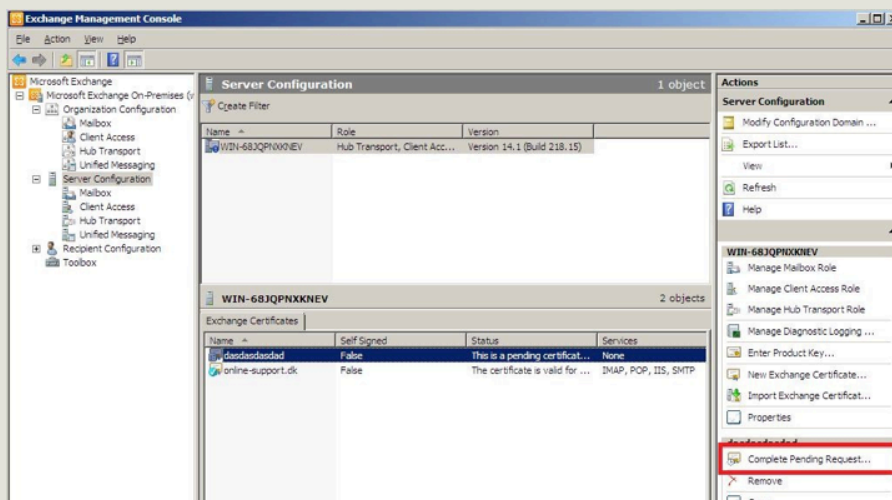 Exchange Management Console
File Action View Help
Microsoft Exchange
Microsoft Exchange On-Premises (w
Organization Configuration
Mailbox
Client Access
Hub Transport
Unified Messaging
Server Configuration
Mailbox
Client Access
Hub Transport
Unified Messaging
Recipient Configuration
Toolbox
Server Configuration 1 object
Create Filter
Name Role Version
WIN-68JQPNXKNEV Hub Transport, Client Acc... Version 14.1 (Build 218.15)
WIN-68JQPNXKNEV 2 objects
Exchange Certificates
Name Self Signed Status Services
dasdasdasdad False This is a pending certificat... None
online-support.dk False The certificate is valid for ... IMAP, POP, IIS, SMTP
Actions
Server Configuration
Modify Configuration Domain ...
Export List...
View
Refresh
Help
WIN-68JQPNXKNEV
Manage Mailbox Role
Manage Client Access Role
Manage Hub Transport Role
Manage Diagnostic Logging ...
Enter Product Key...
New Exchange Certificate...
Import Exchange Certificat...
Properties
dasdasdasdad
Complete Pending Request...
Remove